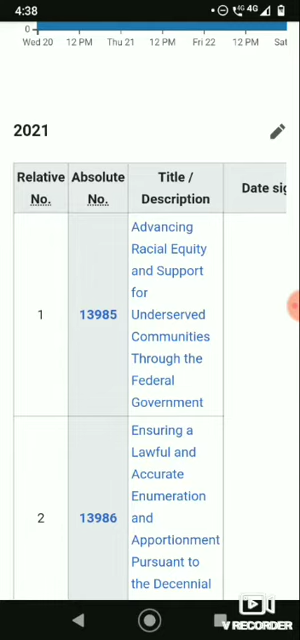 4:38
4G 4G
0
Wed 20 12 PM Thu 21 12 PM Fri 22 12 PM Sat
2021
Relative No. Absolute No. Title / Description Date sig
1 13985 Advancing
Racial Equity
and Support
for
Underserved
Communities
Through the
Federal
Government
2 13986 Ensuring a
Lawful and
Accurate
Enumeration
and
Apportionment
Pursuant to
the Decennial
V RECORDER